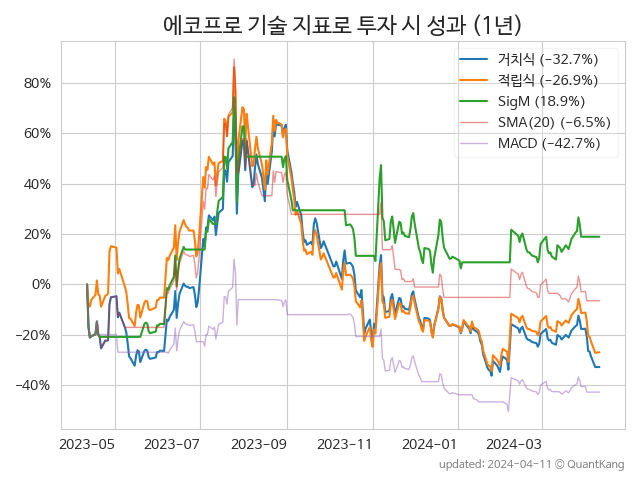 에코프로 기술 지표로 투자 시 성과 (1년)
거치식 (−32.7%)
적립식 (−26.9%)
SigM (18.9%)
SMA(20) (−6.5%)
MACD (−42.7%)
80%
60%
40%
20%
0%
−20%
−40%
2023-05 2023-07 2023-09 2023-11 2024-01 2024-03
updated: 2024-04-11 © QuantKang